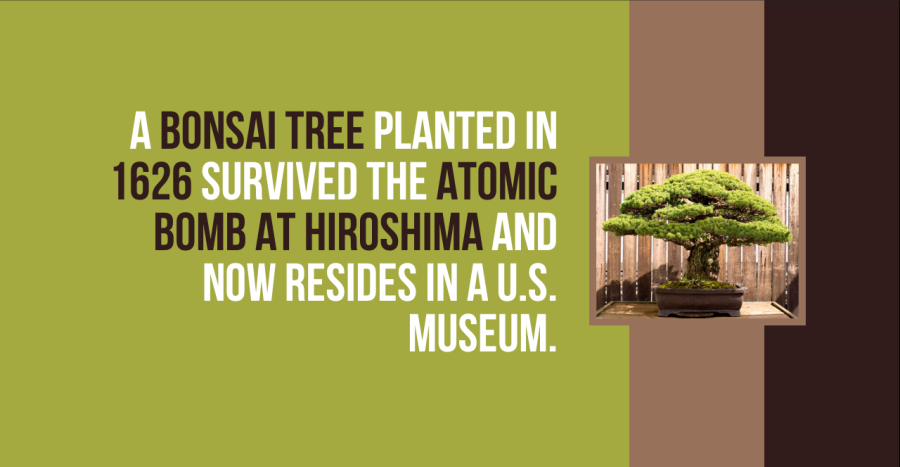 A BONSAI TREE PLANTED IN
1626 SURVIVED THE ATOMIC
BOMB AT HIROSHIMA AND
NOW RESIDES IN A U.S.
MUSEUM.